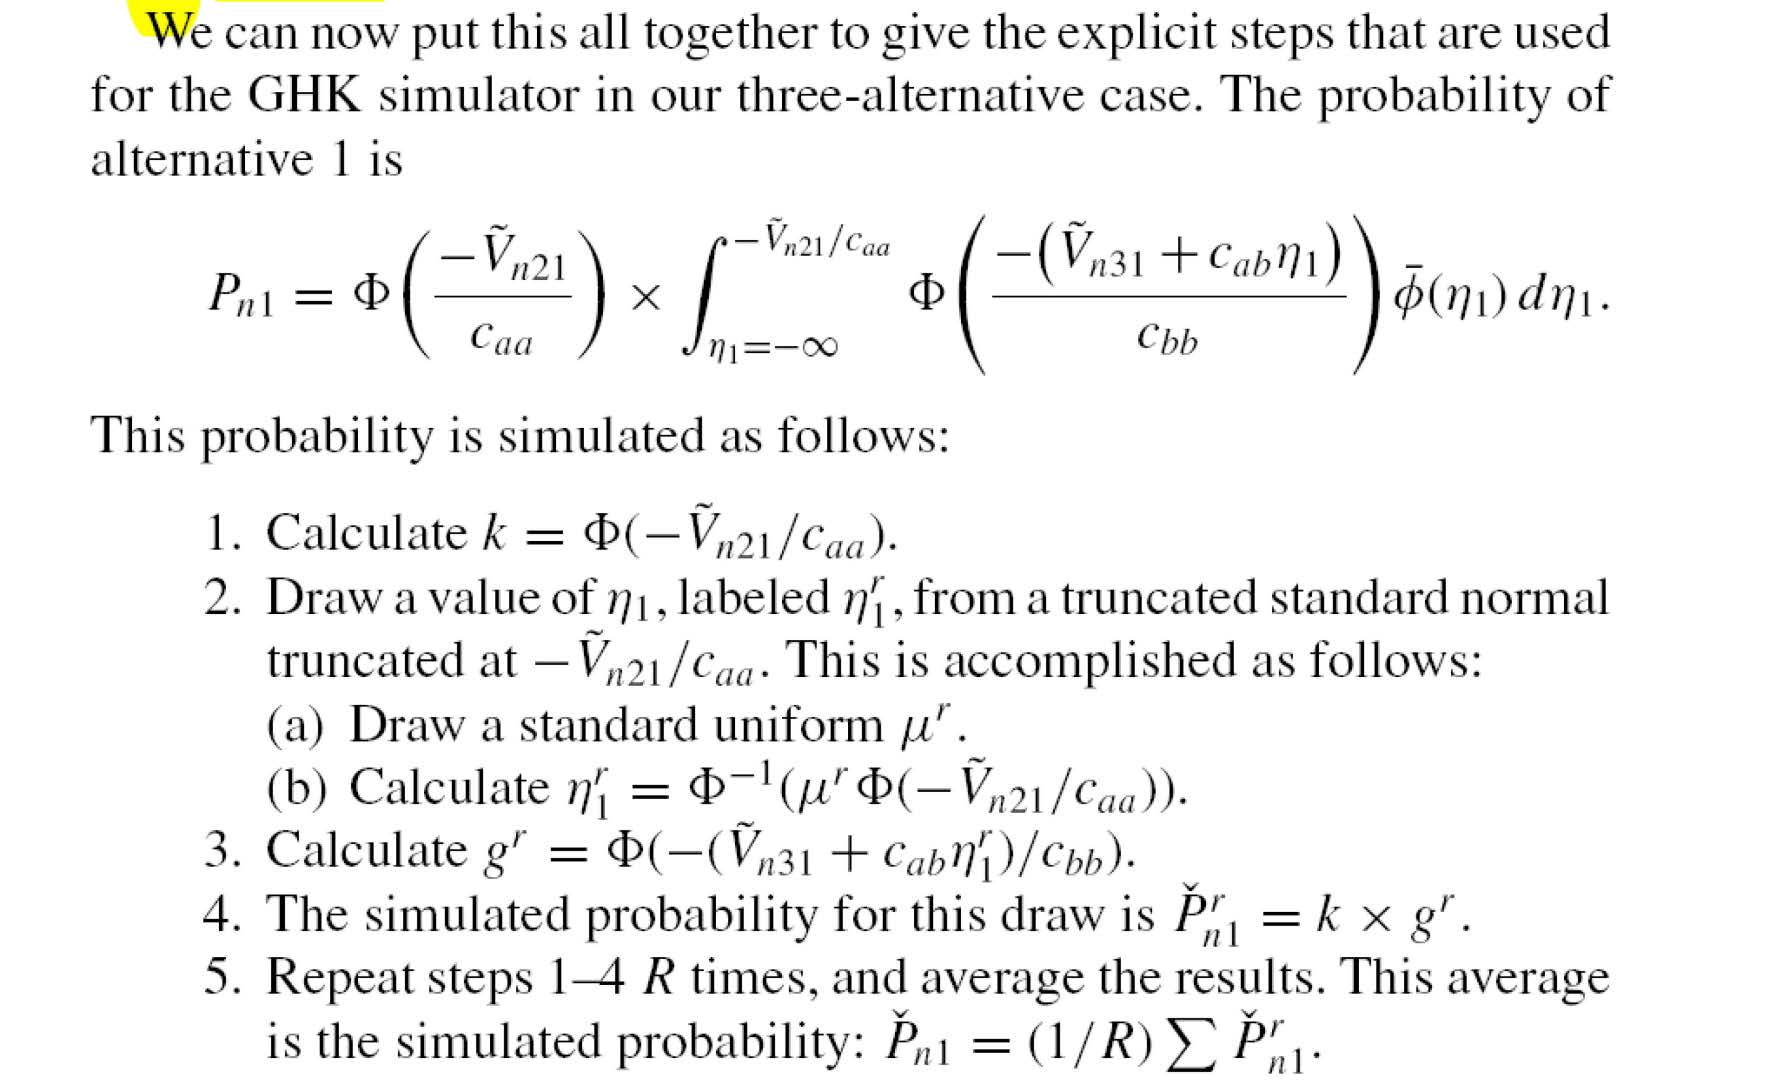 We can now put this all together to give the explicit steps that are used
for the GHK simulator in our three-alternative case. The probability of
alternative 1 is
$P_{n1} = \Phi\left(\frac{-\tilde{V}_{n21}}{c_{aa}}\right) \times \int_{\eta_1=-\infty}^{-\tilde{V}_{n21}/c_{aa}} \Phi\left(\frac{-(\tilde{V}_{n31}+c_{ab}\eta_1)}{c_{bb}}\right) \bar{\phi}(\eta_1)\,d\eta_1.$
This probability is simulated as follows:
1. Calculate $k = \Phi(-\tilde{V}_{n21}/c_{aa})$.
2. Draw a value of $\eta_1$, labeled $\eta_1^r$, from a truncated standard normal
truncated at $-\tilde{V}_{n21}/c_{aa}$. This is accomplished as follows:
(a) Draw a standard uniform $\mu^r$.
(b) Calculate $\eta_1^r = \Phi^{-1}(\mu^r \Phi(-\tilde{V}_{n21}/c_{aa}))$.
3. Calculate $g^r = \Phi(-(\tilde{V}_{n31} + c_{ab}\eta_1^r)/c_{bb})$.
4. The simulated probability for this draw is $\check{P}_{n1}^r = k \times g^r$.
5. Repeat steps 1–4 $R$ times, and average the results. This average
is the simulated probability: $\check{P}_{n1} = (1/R) \sum \check{P}_{n1}^r$.